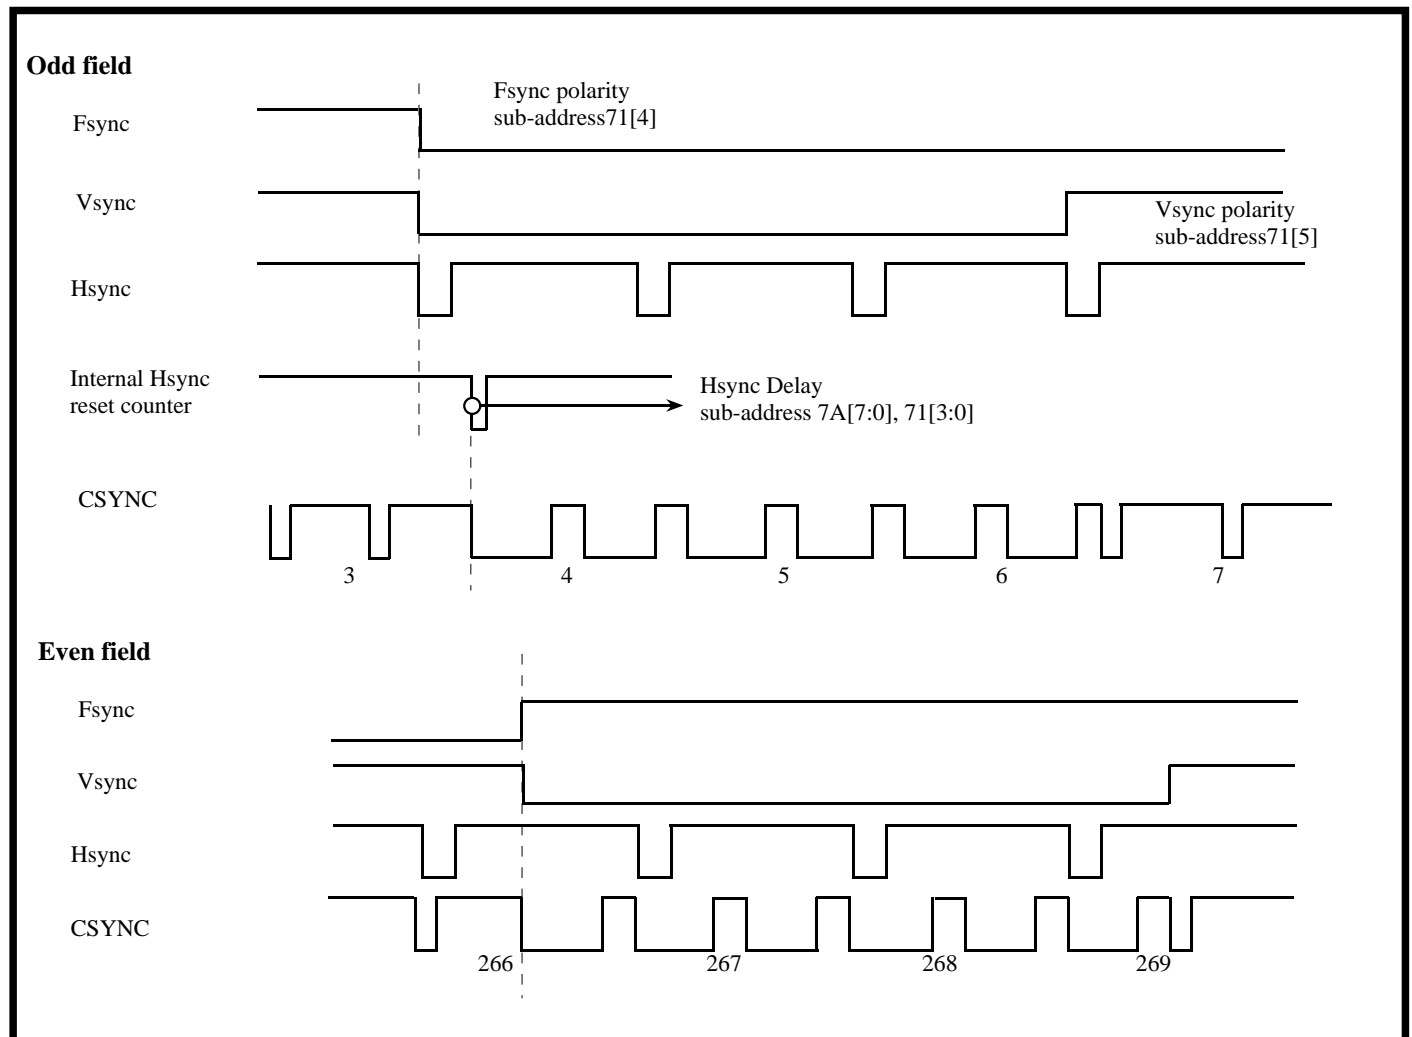 Odd field
Fsync
Fsync polarity
sub-address71[4]
Vsync
Vsync polarity
sub-address71[5]
Hsync
Internal Hsync
reset counter
Hsync Delay
sub-address 7A[7:0], 71[3:0]
CSYNC
3 4 5 6 7
Even field
Fsync
Vsync
Hsync
CSYNC
266 267 268 269